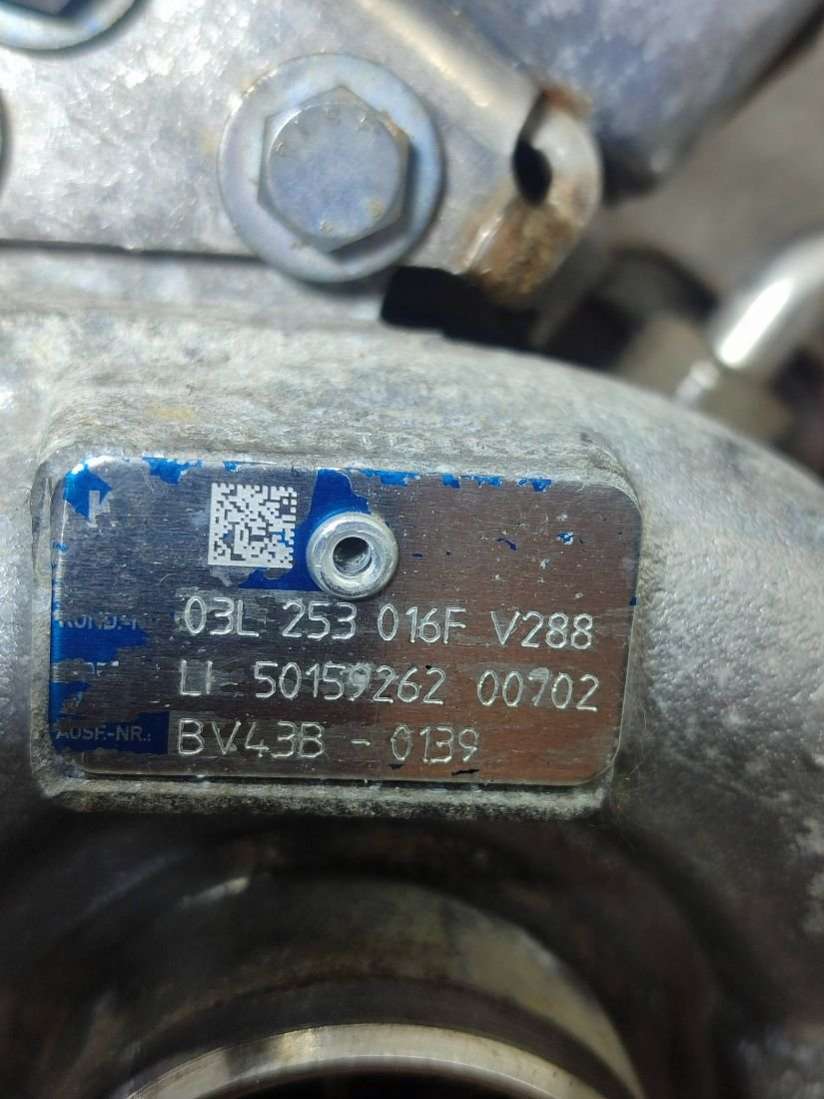 03L 253 016F V288
LI 50159262 00702
AUSF.-NR.: BV43B - 0139